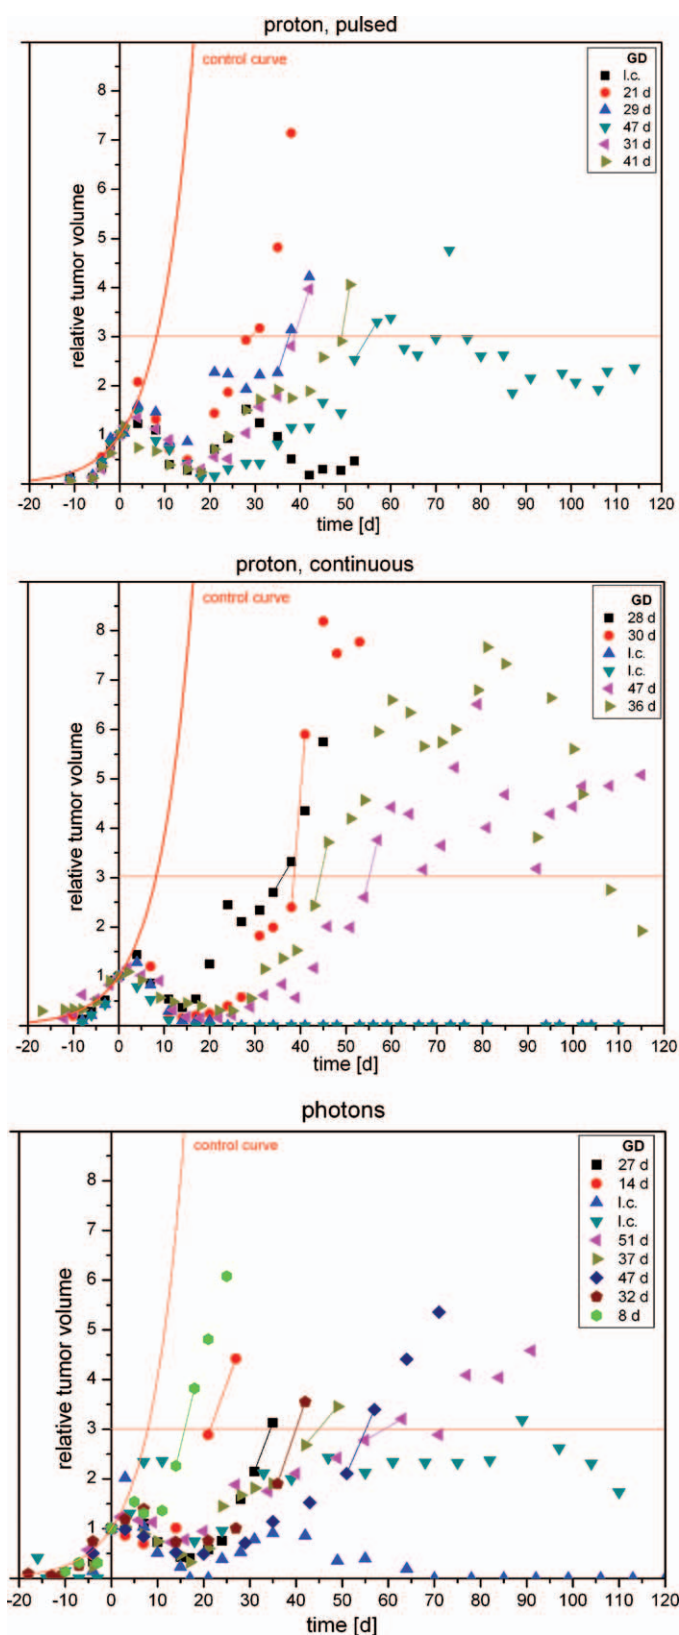 proton, pulsed
control curve
GD
l.c.
21 d
29 d
47 d
31 d
41 d
8
7
6
5
4
3
2
1
relative tumor volume
-20 -10 0 10 20 30 40 50 60 70 80 90 100 110 120
time [d]
proton, continuous
control curve
GD
28 d
30 d
l.c.
l.c.
47 d
36 d
8
7
6
5
4
3
2
1
relative tumor volume
-20 -10 0 10 20 30 40 50 60 70 80 90 100 110 120
time [d]
photons
control curve
GD
27 d
14 d
l.c.
l.c.
51 d
37 d
47 d
32 d
8 d
8
7
6
5
4
3
2
1
relative tumor volume
-20 -10 0 10 20 30 40 50 60 70 80 90 100 110 120
time [d]